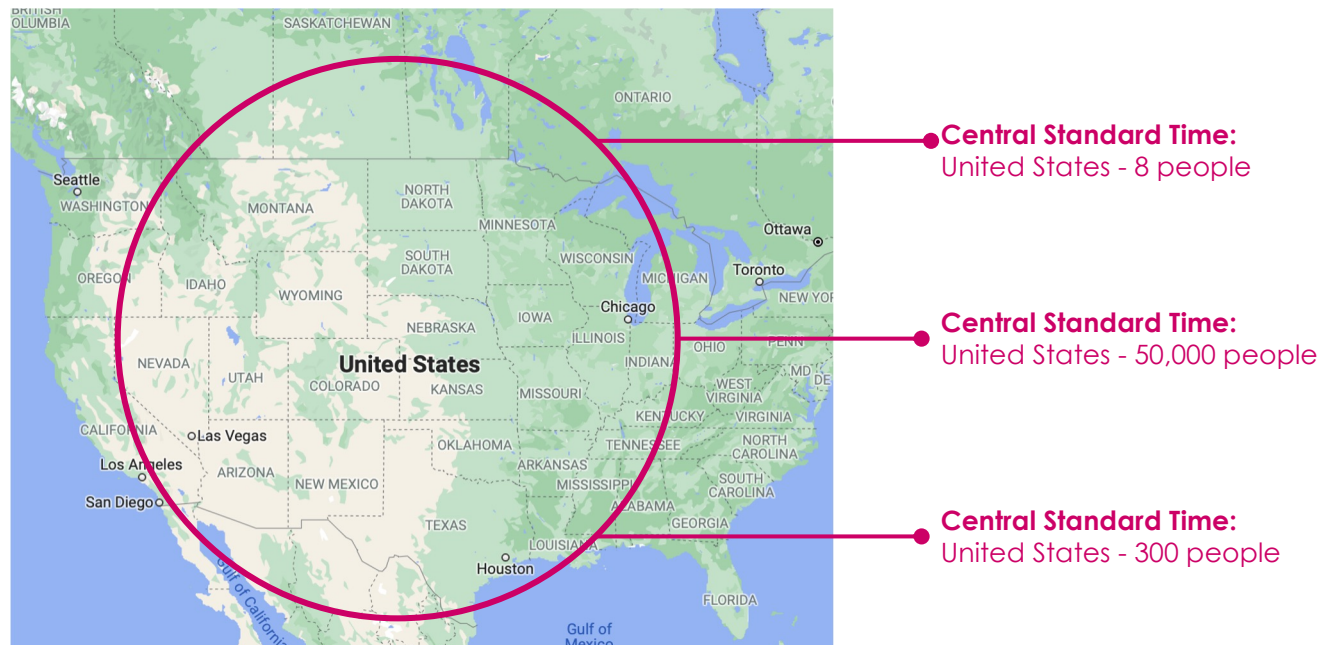 BRITISH
OLUMBIA
SASKATCHEWAN
ONTARIO
Central Standard Time:
United States - 8 people
Seattle
WASHINGTON
MONTANA
NORTH
DAKOTA
MINNESOTA
Ottawa
OREGON
IDAHO
SOUTH
DAKOTA
WISCONSIN
MICHIGAN
Toronto
WYOMING
NEW YOR
Chicago
NEBRASKA
IOWA
ILLINOIS
Central Standard Time:
United States - 50,000 people
NEVADA
UTAH
United States
COLORADO
KANSAS
MISSOURI
INDIANA
OHIO
PENN
MD
DE
WEST
VIRGINIA
KENTUCKY
VIRGINIA
CALIFORNIA
Las Vegas
OKLAHOMA
TENNESSEE
NORTH
CAROLINA
Los Angeles
ARIZONA
NEW MEXICO
ARKANSAS
MISSISSIPPI
SOUTH
CAROLINA
San Diego
ALABAMA
GEORGIA
TEXAS
Central Standard Time:
United States - 300 people
LOUISIANA
Houston
Gulf of California
FLORIDA
Gulf of
Mexico